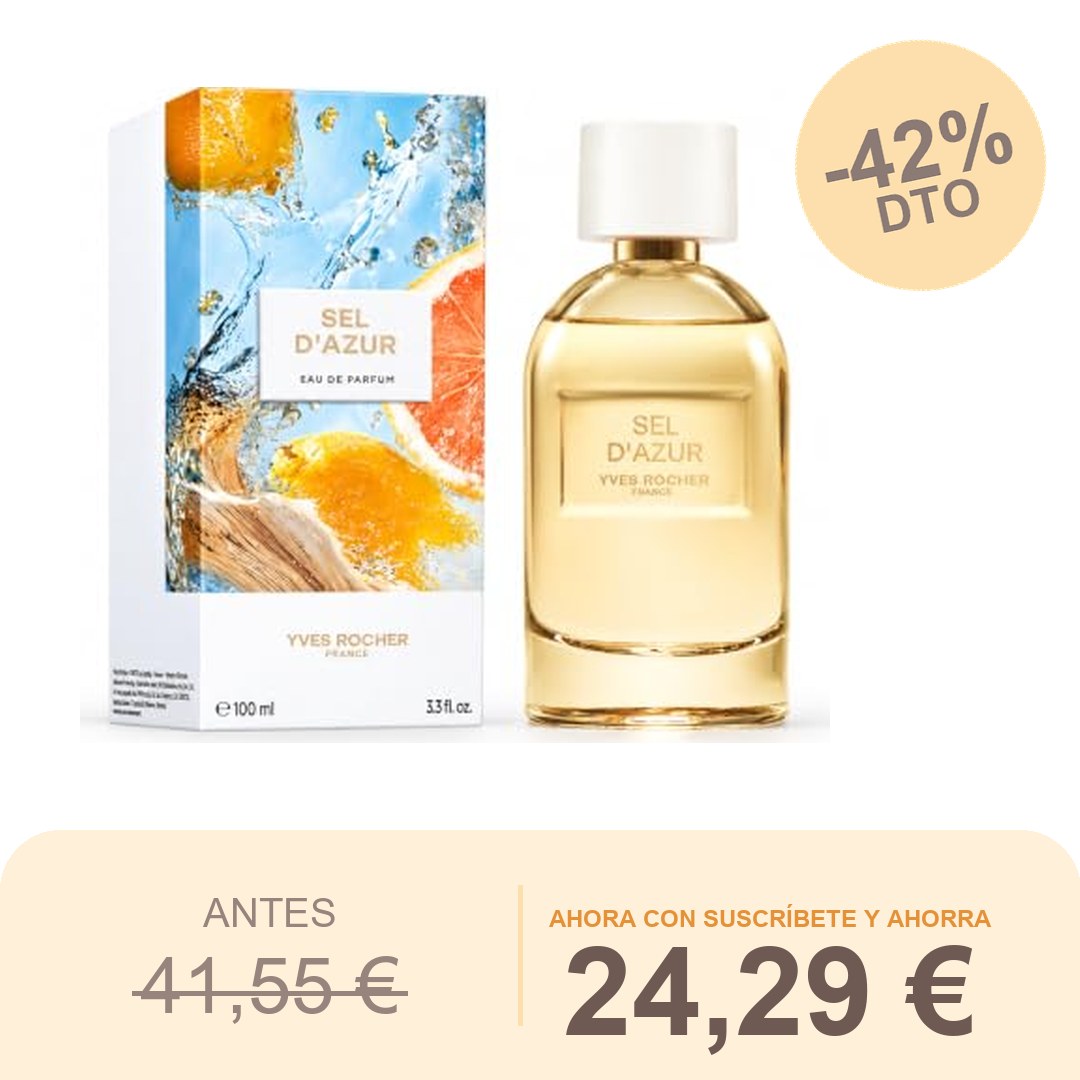 -42%
DTO
SEL
D'AZUR
EAU DE PARFUM
YVES ROCHER
FRANCE
℮ 100 ml
3.3 fl. oz.
SEL
D'AZUR
YVES ROCHER
FRANCE
ANTES
41,55 €
AHORA CON SUSCRÍBETE Y AHORRA
24,29 €